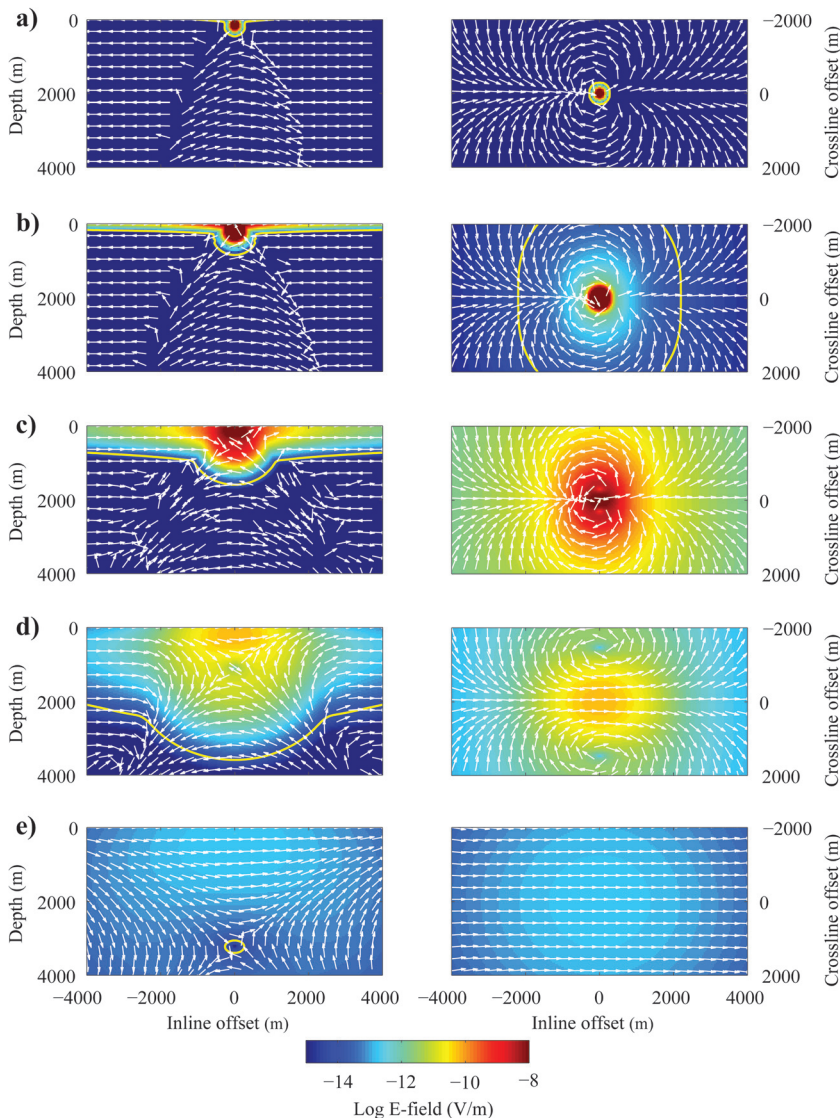 a)
0
2000
4000
Depth (m)
−2000
0
2000
Crossline offset (m)
b)
0
2000
4000
Depth (m)
−2000
0
2000
Crossline offset (m)
c)
0
2000
4000
Depth (m)
−2000
0
2000
Crossline offset (m)
d)
0
2000
4000
Depth (m)
−2000
0
2000
Crossline offset (m)
e)
0
2000
4000
Depth (m)
−2000
0
2000
Crossline offset (m)
−4000 −2000 0 2000 4000
Inline offset (m)
−4000 −2000 0 2000 4000
Inline offset (m)
−14 −12 −10 −8
Log E-field (V/m)